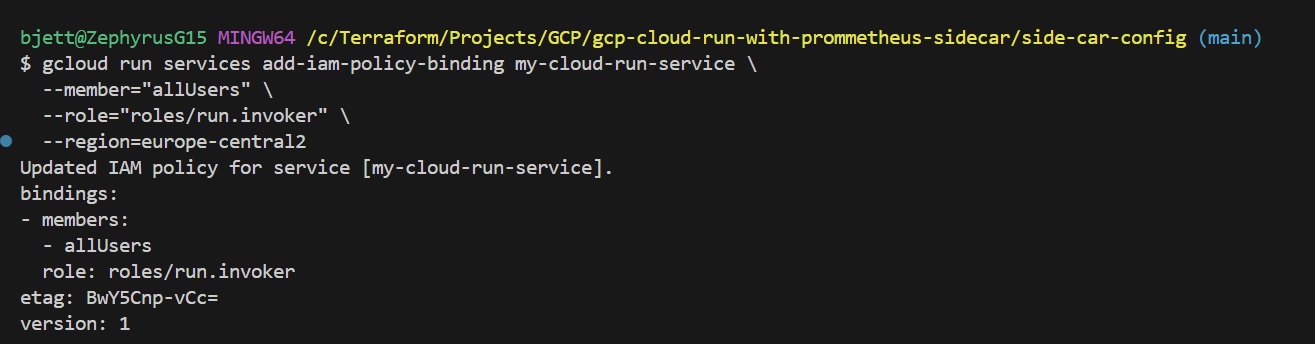 bjett@ZephyrusG15 MINGW64 /c/Terraform/Projects/GCP/gcp-cloud-run-with-prommetheus-sidecar/side-car-config (main)
$ gcloud run services add-iam-policy-binding my-cloud-run-service \
  --member="allUsers" \
  --role="roles/run.invoker" \
  --region=europe-central2
Updated IAM policy for service [my-cloud-run-service].
bindings:
- members:
  - allUsers
  role: roles/run.invoker
etag: BwY5Cnp-vCc=
version: 1